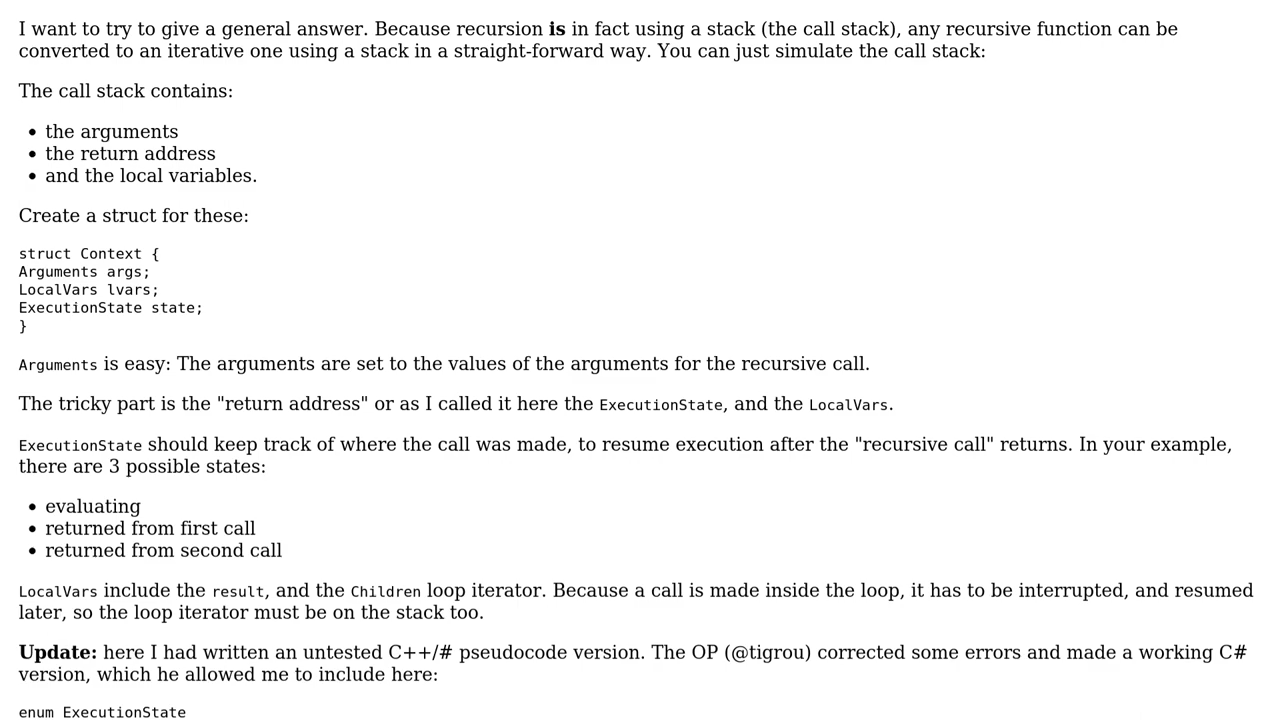 I want to try to give a general answer. Because recursion is in fact using a stack (the call stack), any recursive function can be
converted to an iterative one using a stack in a straight-forward way. You can just simulate the call stack:
The call stack contains:
• the arguments
• the return address
• and the local variables.
Create a struct for these:
struct Context {
Arguments args;
LocalVars lvars;
ExecutionState state;
}
Arguments is easy: The arguments are set to the values of the arguments for the recursive call.
The tricky part is the "return address" or as I called it here the ExecutionState, and the LocalVars.
ExecutionState should keep track of where the call was made, to resume execution after the "recursive call" returns. In your example,
there are 3 possible states:
• evaluating
• returned from first call
• returned from second call
LocalVars include the result, and the Children loop iterator. Because a call is made inside the loop, it has to be interrupted, and resumed
later, so the loop iterator must be on the stack too.
Update: here I had written an untested C++/# pseudocode version. The OP (@tigrou) corrected some errors and made a working C#
version, which he allowed me to include here:
enum ExecutionState